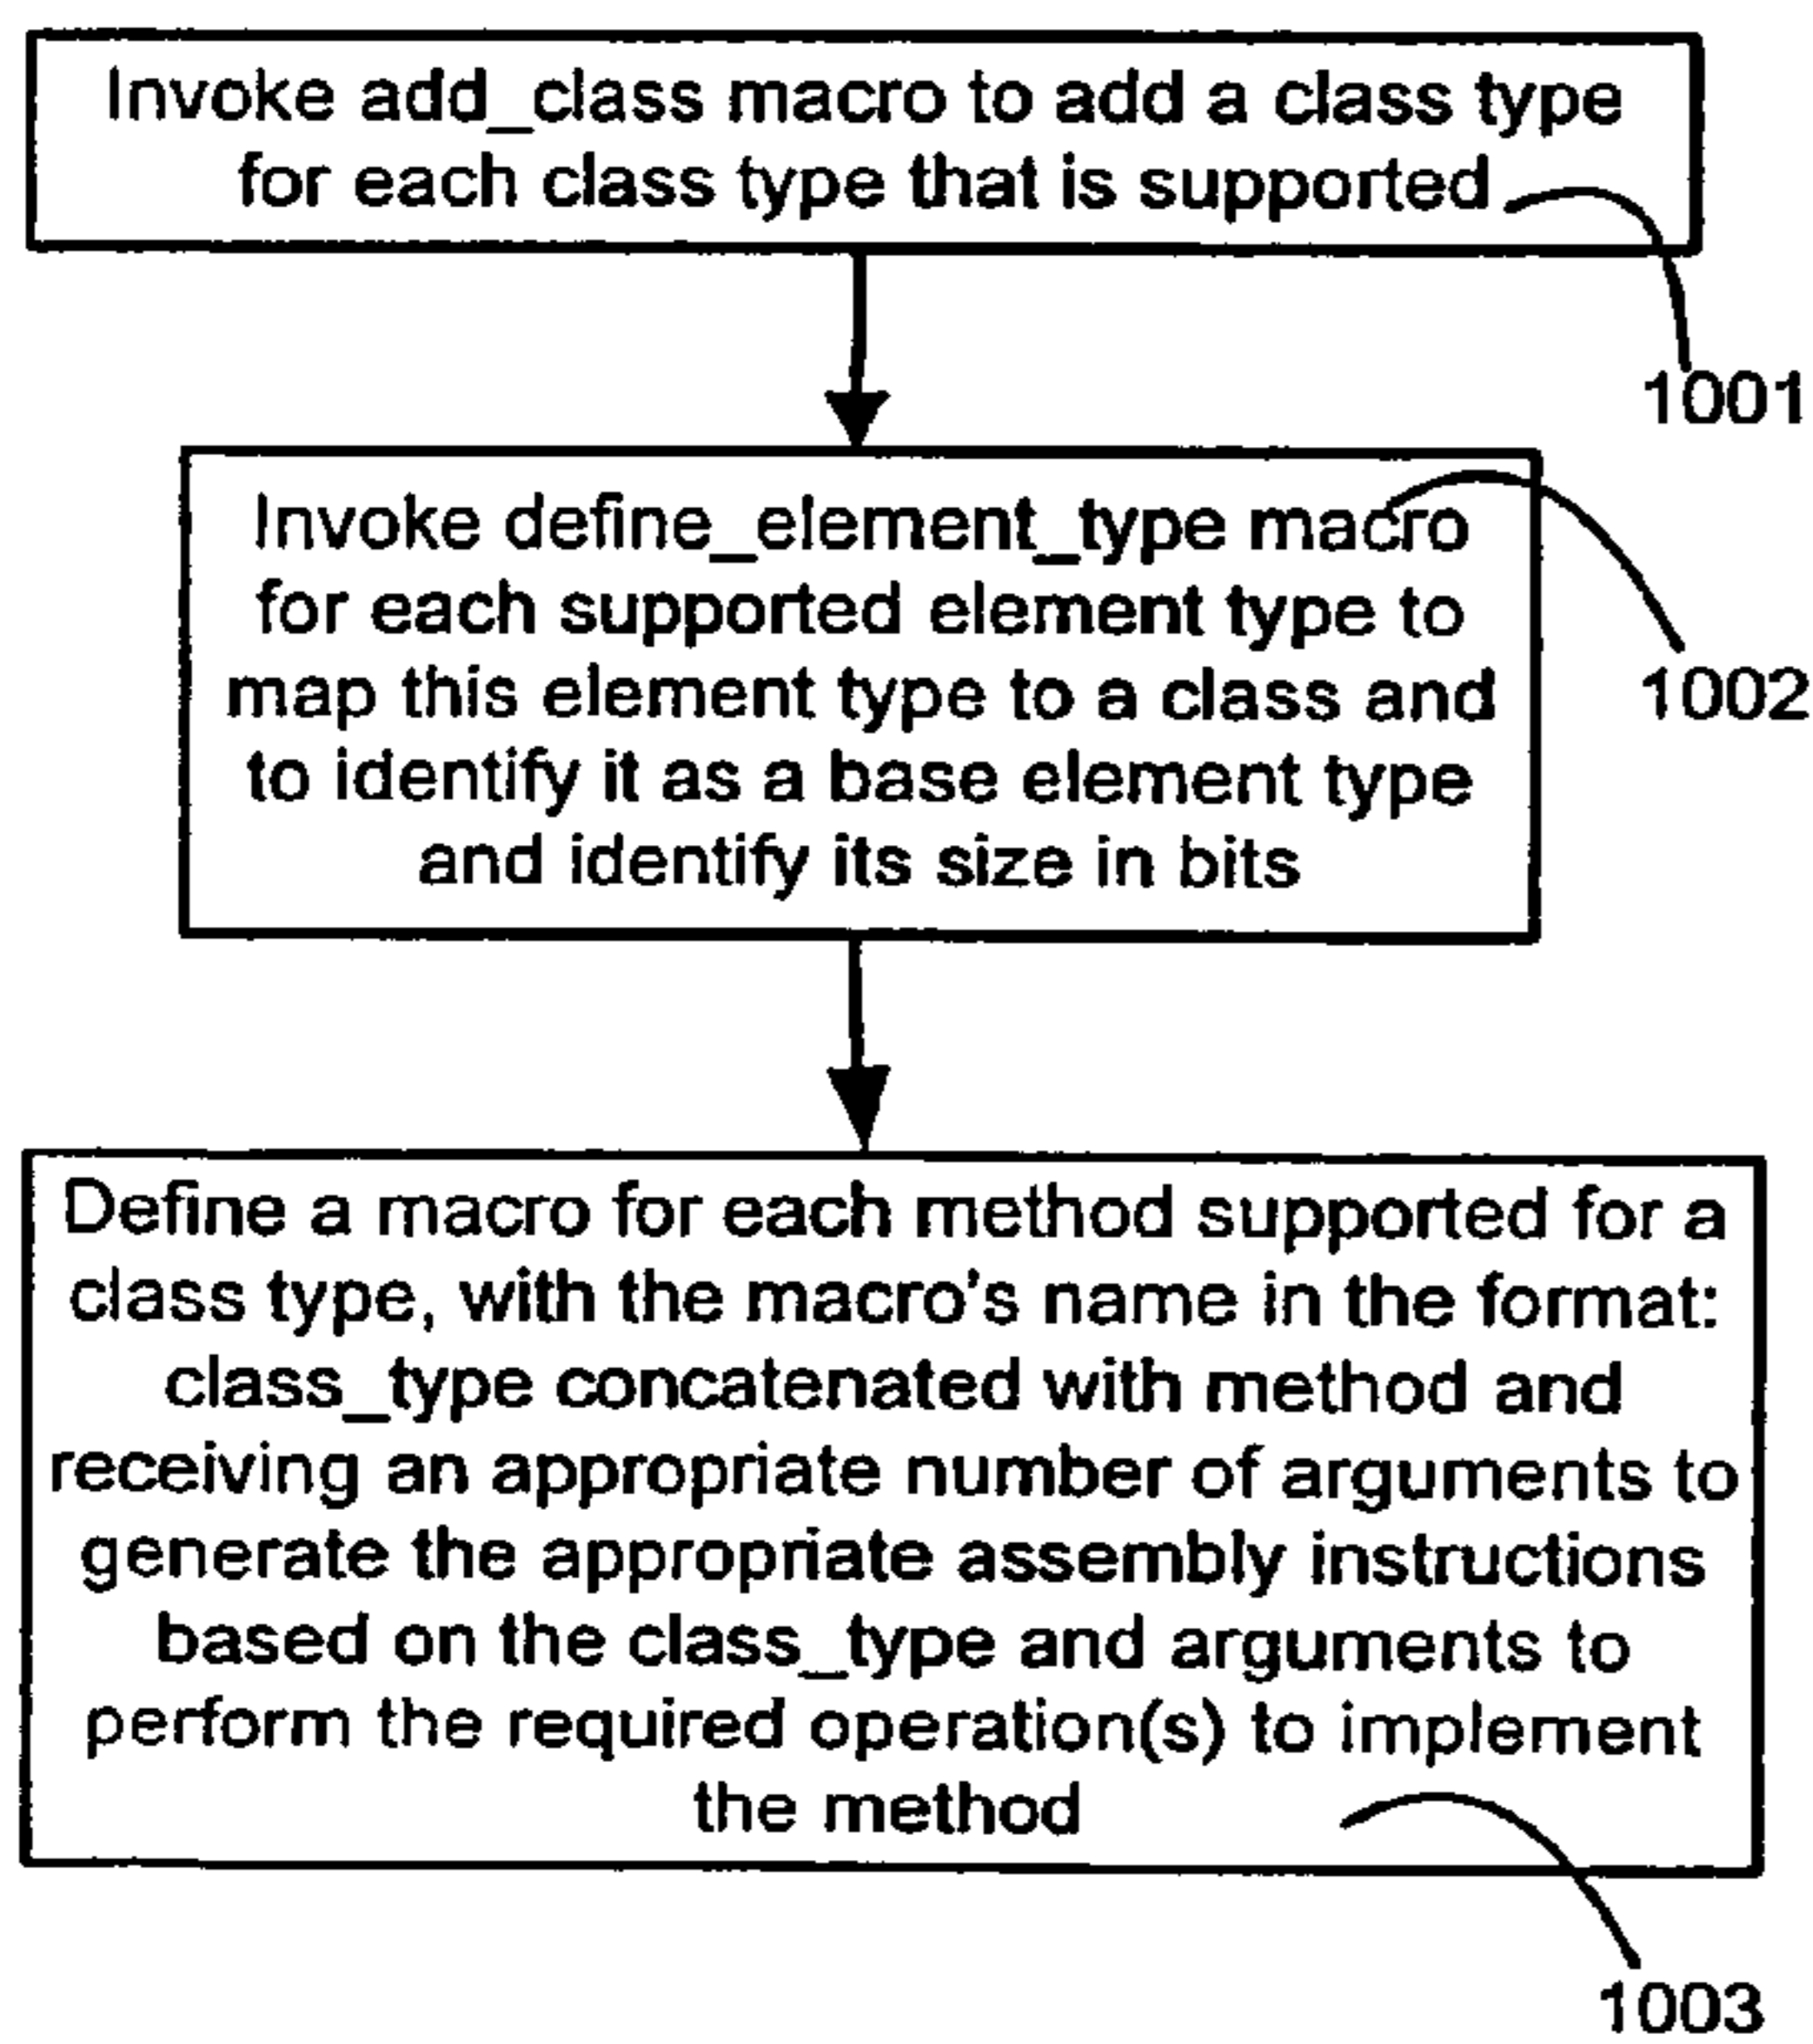 Invoke add_class macro to add a class type
for each class type that is supported
1001
Invoke define_element_type macro
for each supported element type to
map this element type to a class and
to identify it as a base element type
and identify its size in bits
1002
Define a macro for each method supported for a
class type, with the macro's name in the format:
class_type concatenated with method and
receiving an appropriate number of arguments to
generate the appropriate assembly instructions
based on the class_type and arguments to
perform the required operation(s) to implement
the method
1003